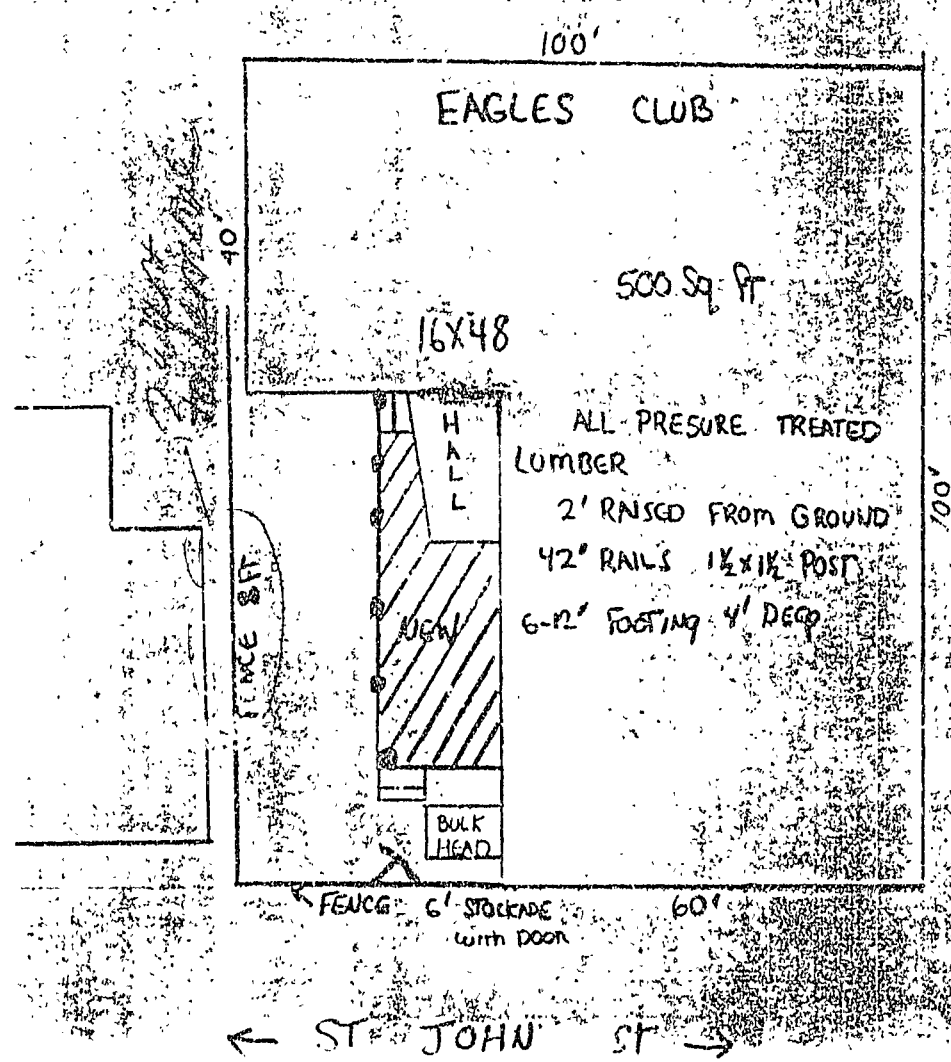 100'
EAGLES CLUB
40'
500 Sq Ft
16X48
HALL
ALL PRESURE TREATED
LUMBER
2' RAISED FROM GROUND
42" RAILS 1½ X 1½ POST
6-12" FOOTING 4' DEEP
100'
FENCE 8FT
NEW
BULK
HEAD
FENCE 6' STOCKADE
with DOOR
60'
← ST JOHN ST →